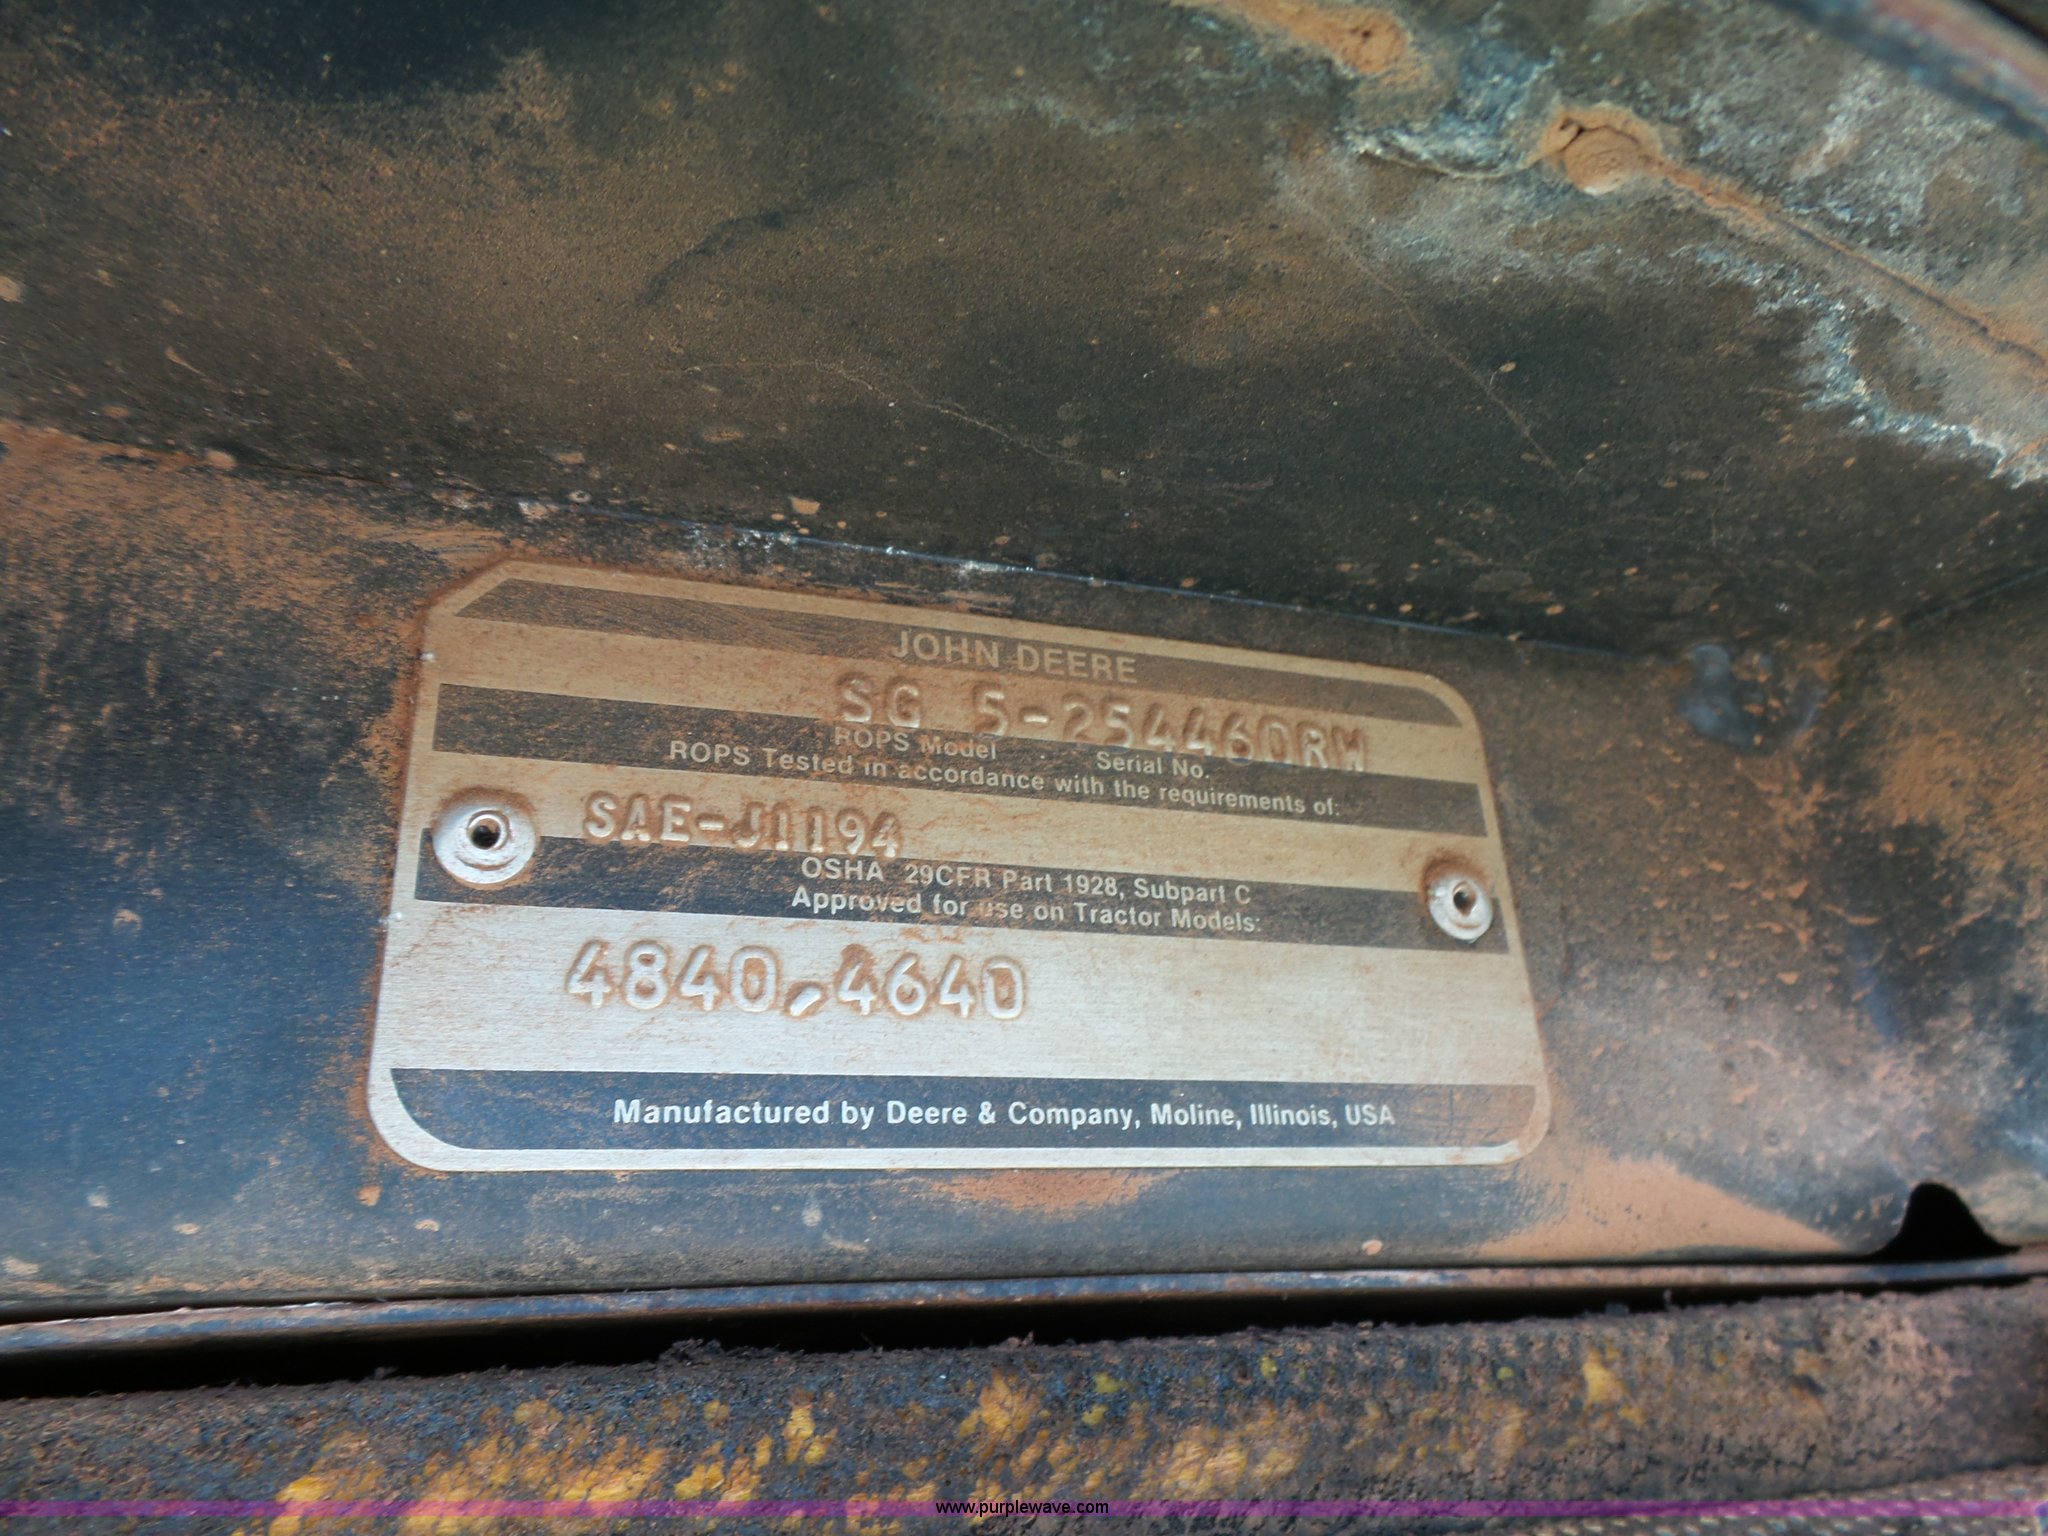 JOHN DEERE
SG 5-254460RW
ROPS Model Serial No.
ROPS Tested in accordance with the requirements of:
SAE-J1194
OSHA 29CFR Part 1928, Subpart C
Approved for use on Tractor Models:
4840,4640
Manufactured by Deere & Company, Moline, Illinois, USA
www.purplewave.com